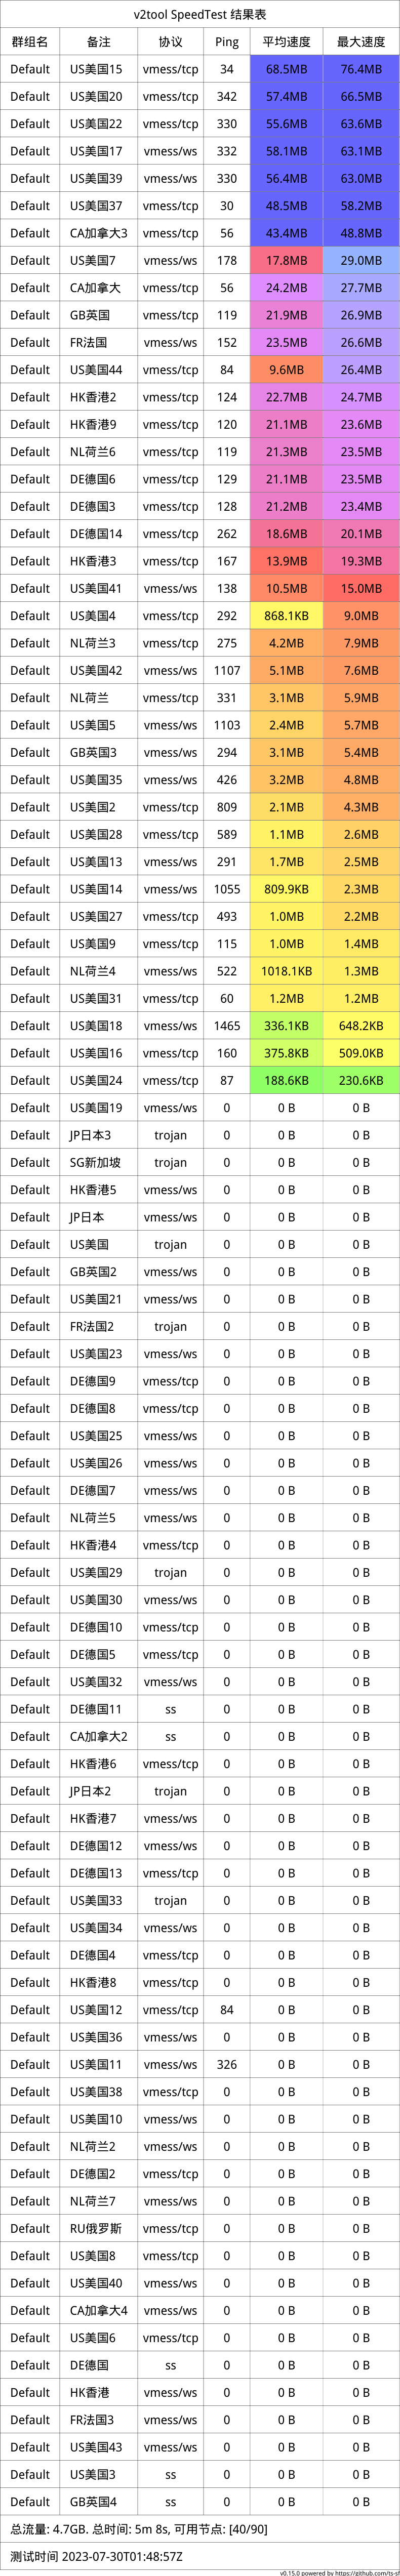 v2tool SpeedTest 结果表
群组名 备注 协议 Ping 平均速度 最大速度
Default US美国15 vmess/tcp 34 68.5MB 76.4MB
Default US美国20 vmess/tcp 342 57.4MB 66.5MB
Default US美国22 vmess/tcp 330 55.6MB 63.6MB
Default US美国17 vmess/ws 332 58.1MB 63.1MB
Default US美国39 vmess/ws 330 56.4MB 63.0MB
Default US美国37 vmess/tcp 30 48.5MB 58.2MB
Default CA加拿大3 vmess/tcp 56 43.4MB 48.8MB
Default US美国7 vmess/ws 178 17.8MB 29.0MB
Default CA加拿大 vmess/tcp 56 24.2MB 27.7MB
Default GB英国 vmess/tcp 119 21.9MB 26.9MB
Default FR法国 vmess/ws 152 23.5MB 26.6MB
Default US美国44 vmess/tcp 84 9.6MB 26.4MB
Default HK香港2 vmess/tcp 124 22.7MB 24.7MB
Default HK香港9 vmess/tcp 120 21.1MB 23.6MB
Default NL荷兰6 vmess/tcp 119 21.3MB 23.5MB
Default DE德国6 vmess/tcp 129 21.1MB 23.5MB
Default DE德国3 vmess/tcp 128 21.2MB 23.4MB
Default DE德国14 vmess/tcp 262 18.6MB 20.1MB
Default HK香港3 vmess/tcp 167 13.9MB 19.3MB
Default US美国41 vmess/ws 138 10.5MB 15.0MB
Default US美国4 vmess/tcp 292 868.1KB 9.0MB
Default NL荷兰3 vmess/tcp 275 4.2MB 7.9MB
Default US美国42 vmess/ws 1107 5.1MB 7.6MB
Default NL荷兰 vmess/tcp 331 3.1MB 5.9MB
Default US美国5 vmess/ws 1103 2.4MB 5.7MB
Default GB英国3 vmess/ws 294 3.1MB 5.4MB
Default US美国35 vmess/ws 426 3.2MB 4.8MB
Default US美国2 vmess/tcp 809 2.1MB 4.3MB
Default US美国28 vmess/tcp 589 1.1MB 2.6MB
Default US美国13 vmess/ws 291 1.7MB 2.5MB
Default US美国14 vmess/ws 1055 809.9KB 2.3MB
Default US美国27 vmess/tcp 493 1.0MB 2.2MB
Default US美国9 vmess/tcp 115 1.0MB 1.4MB
Default NL荷兰4 vmess/ws 522 1018.1KB 1.3MB
Default US美国31 vmess/tcp 60 1.2MB 1.2MB
Default US美国18 vmess/ws 1465 336.1KB 648.2KB
Default US美国16 vmess/tcp 160 375.8KB 509.0KB
Default US美国24 vmess/tcp 87 188.6KB 230.6KB
Default US美国19 vmess/ws 0 0 B 0 B
Default JP日本3 trojan 0 0 B 0 B
Default SG新加坡 trojan 0 0 B 0 B
Default HK香港5 vmess/ws 0 0 B 0 B
Default JP日本 vmess/ws 0 0 B 0 B
Default US美国 trojan 0 0 B 0 B
Default GB英国2 vmess/ws 0 0 B 0 B
Default US美国21 vmess/ws 0 0 B 0 B
Default FR法国2 trojan 0 0 B 0 B
Default US美国23 vmess/ws 0 0 B 0 B
Default DE德国9 vmess/tcp 0 0 B 0 B
Default DE德国8 vmess/tcp 0 0 B 0 B
Default US美国25 vmess/ws 0 0 B 0 B
Default US美国26 vmess/ws 0 0 B 0 B
Default DE德国7 vmess/ws 0 0 B 0 B
Default NL荷兰5 vmess/ws 0 0 B 0 B
Default HK香港4 vmess/tcp 0 0 B 0 B
Default US美国29 trojan 0 0 B 0 B
Default US美国30 vmess/ws 0 0 B 0 B
Default DE德国10 vmess/tcp 0 0 B 0 B
Default DE德国5 vmess/tcp 0 0 B 0 B
Default US美国32 vmess/ws 0 0 B 0 B
Default DE德国11 ss 0 0 B 0 B
Default CA加拿大2 ss 0 0 B 0 B
Default HK香港6 vmess/tcp 0 0 B 0 B
Default JP日本2 trojan 0 0 B 0 B
Default HK香港7 vmess/ws 0 0 B 0 B
Default DE德国12 vmess/ws 0 0 B 0 B
Default DE德国13 vmess/tcp 0 0 B 0 B
Default US美国33 trojan 0 0 B 0 B
Default US美国34 vmess/ws 0 0 B 0 B
Default DE德国4 vmess/tcp 0 0 B 0 B
Default HK香港8 vmess/tcp 0 0 B 0 B
Default US美国12 vmess/tcp 84 0 B 0 B
Default US美国36 vmess/ws 0 0 B 0 B
Default US美国11 vmess/ws 326 0 B 0 B
Default US美国38 vmess/tcp 0 0 B 0 B
Default US美国10 vmess/ws 0 0 B 0 B
Default NL荷兰2 vmess/ws 0 0 B 0 B
Default DE德国2 vmess/tcp 0 0 B 0 B
Default NL荷兰7 vmess/ws 0 0 B 0 B
Default RU俄罗斯 vmess/tcp 0 0 B 0 B
Default US美国8 vmess/tcp 0 0 B 0 B
Default US美国40 vmess/ws 0 0 B 0 B
Default CA加拿大4 vmess/ws 0 0 B 0 B
Default US美国6 vmess/tcp 0 0 B 0 B
Default DE德国 ss 0 0 B 0 B
Default HK香港 vmess/ws 0 0 B 0 B
Default FR法国3 vmess/ws 0 0 B 0 B
Default US美国43 vmess/ws 0 0 B 0 B
Default US美国3 ss 0 0 B 0 B
Default GB英国4 ss 0 0 B 0 B
总流量: 4.7GB. 总时间: 5m 8s, 可用节点: [40/90]
测试时间 2023-07-30T01:48:57Z
v0.15.0 powered by https://github.com/ts-sf